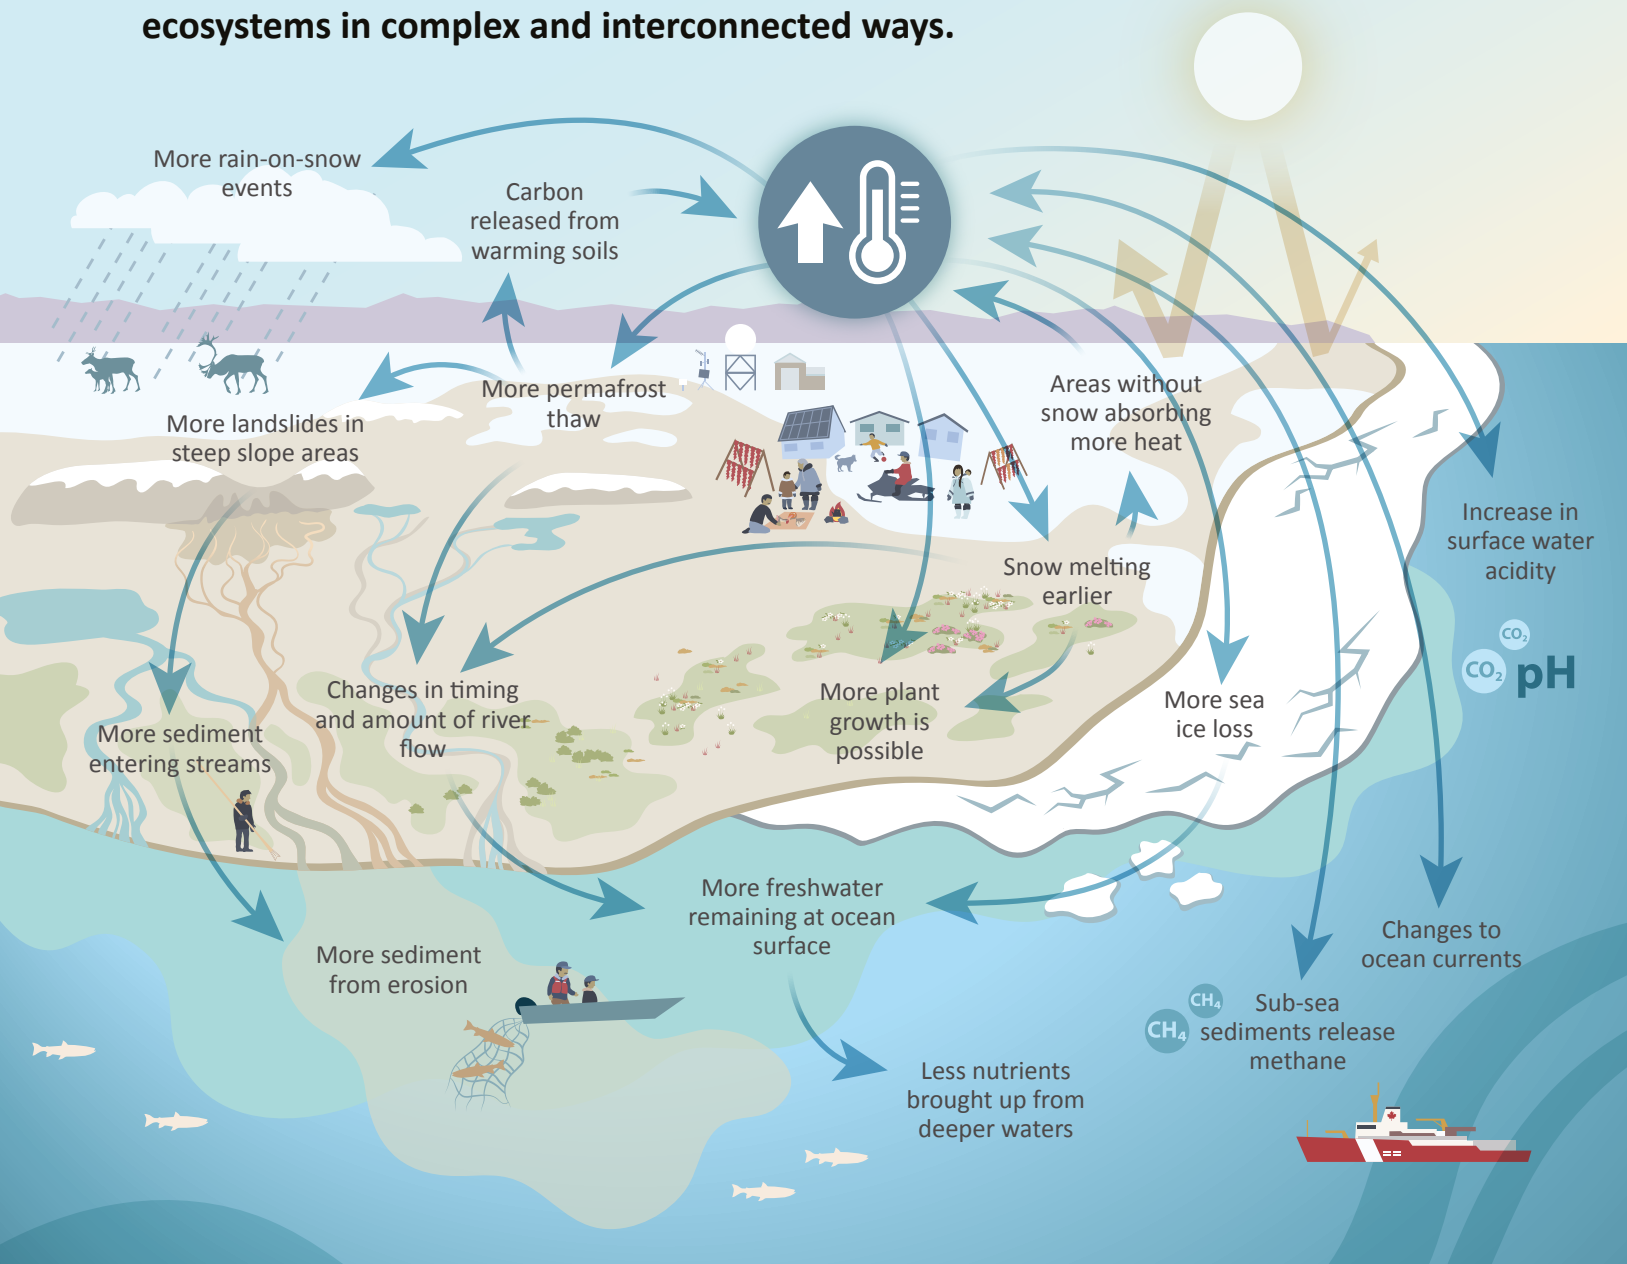 ecosystems in complex and interconnected ways.
More rain-on-snow
events
Carbon
released from
warming soils
More permafrost
thaw
Areas without
snow absorbing
more heat
More landslides in
steep slope areas
Increase in
surface water
acidity
CO₂
CO₂ pH
Snow melting
earlier
Changes in timing
and amount of river
flow
More plant
growth is
possible
More sea
ice loss
More sediment
entering streams
More freshwater
remaining at ocean
surface
Changes to
ocean currents
More sediment
from erosion
CH₄
CH₄
Sub-sea
sediments release
methane
Less nutrients
brought up from
deeper waters